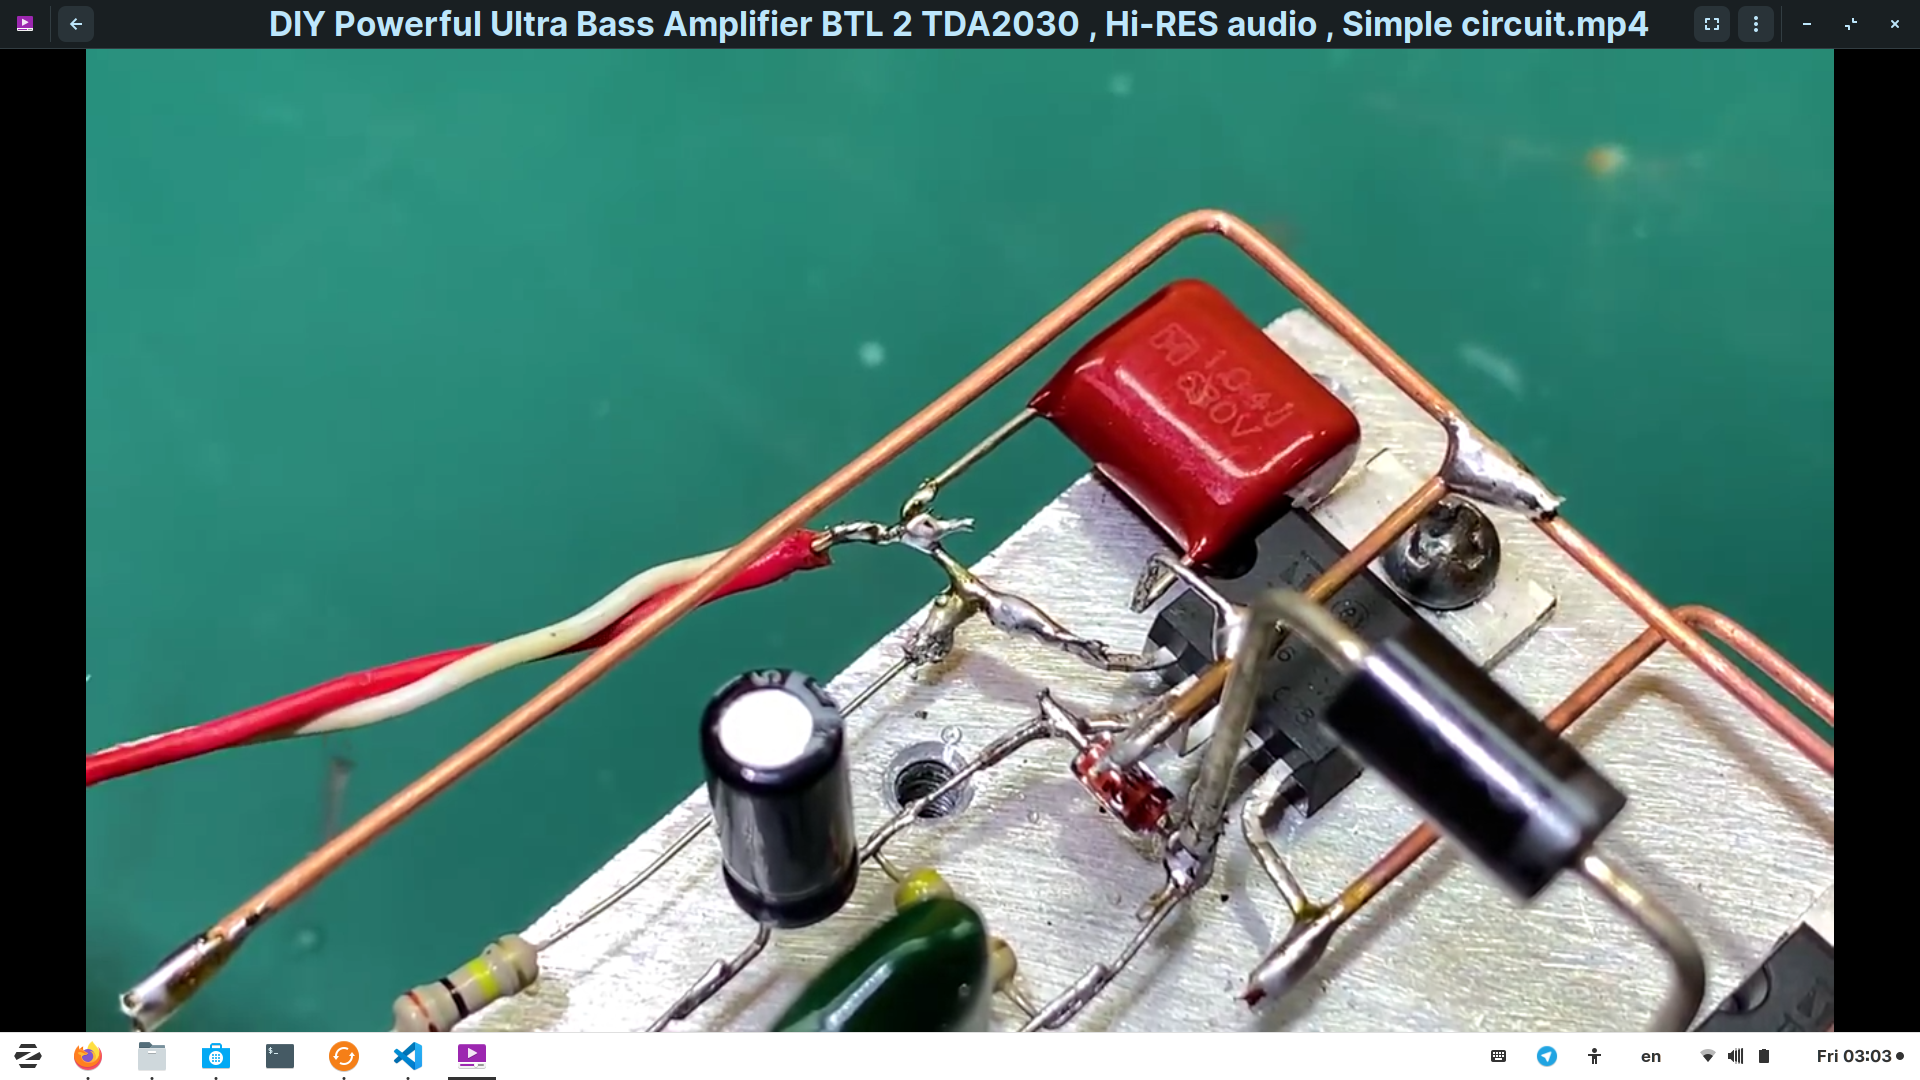 DIY Powerful Ultra Bass Amplifier BTL 2 TDA2030 , Hi-RES audio , Simple circuit.mp4
104J
630V
en
Fri 03:03